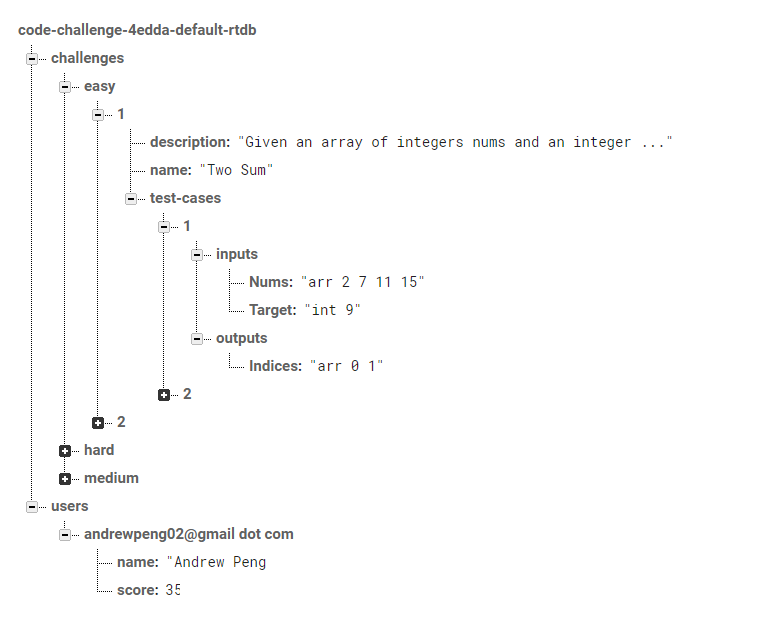 code-challenge-4edda-default-rtdb
challenges
easy
1
description: "Given an array of integers nums and an integer ..."
name: "Two Sum"
test-cases
1
inputs
Nums: "arr 2 7 11 15"
Target: "int 9"
outputs
Indices: "arr 0 1"
2
2
hard
medium
users
andrewpeng02@gmail dot com
name: "Andrew Peng
score: 35